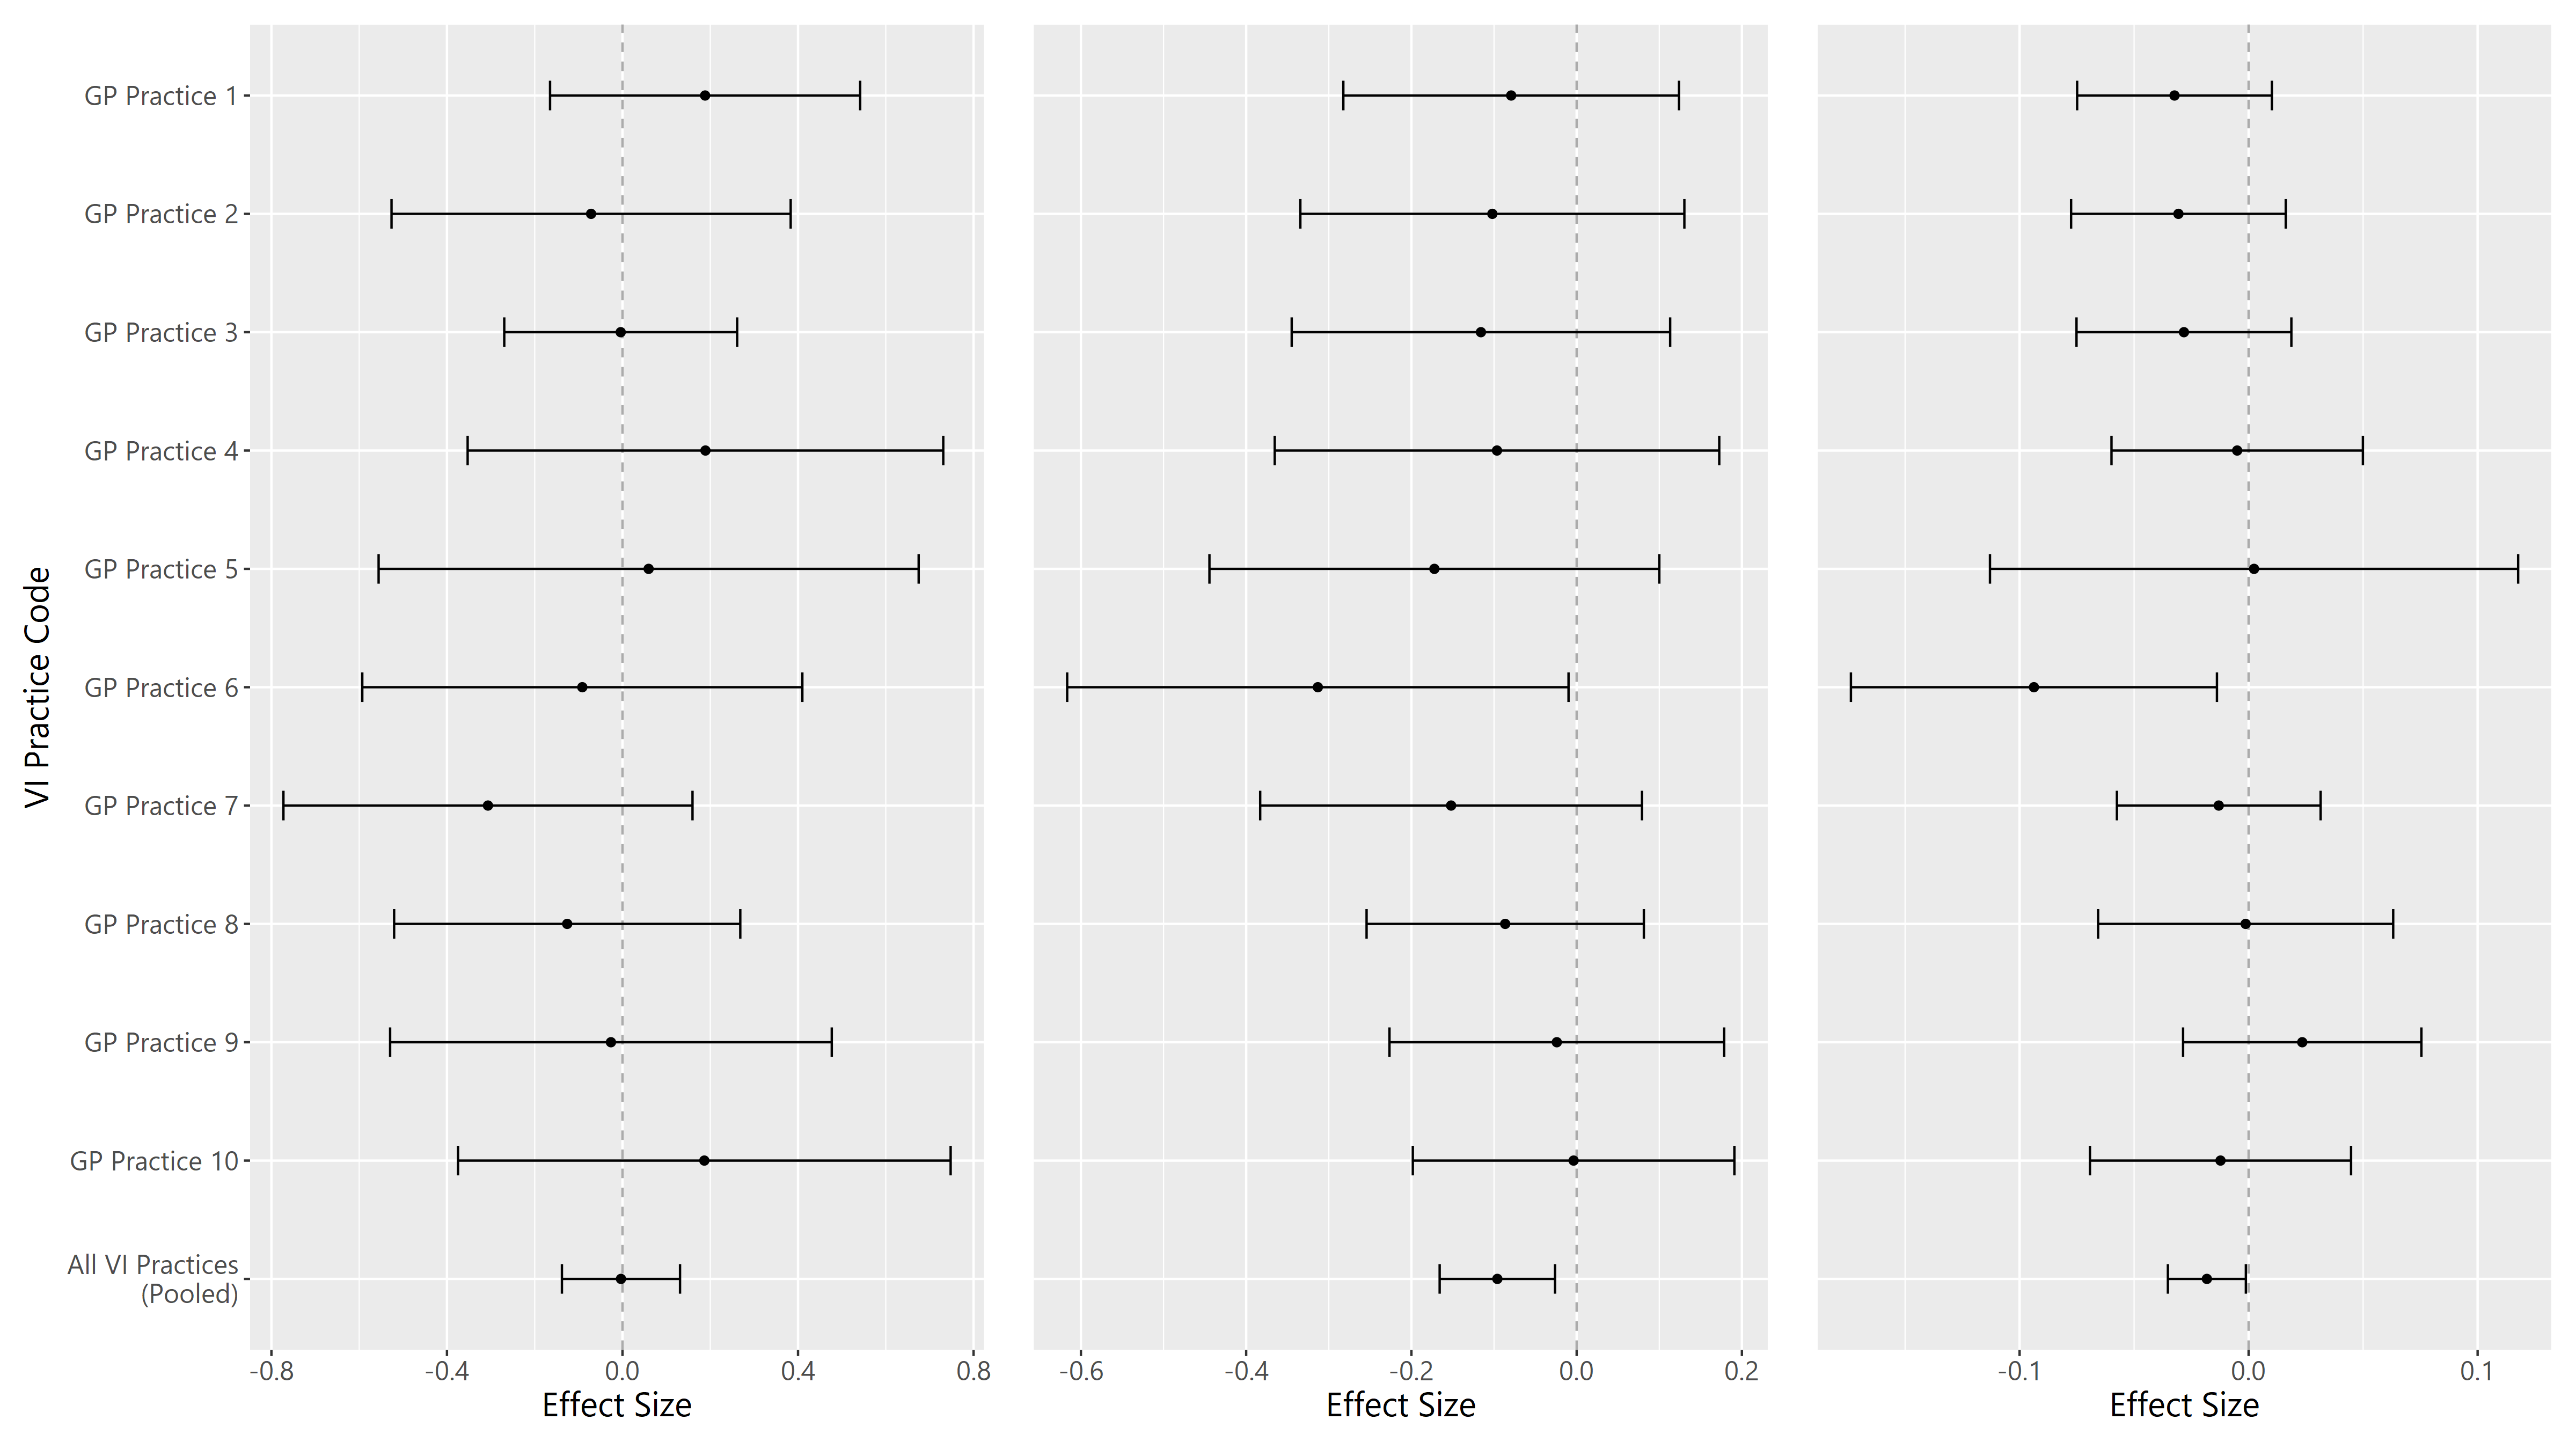 VI Practice Code
GP Practice 1
GP Practice 2
GP Practice 3
GP Practice 4
GP Practice 5
GP Practice 6
GP Practice 7
GP Practice 8
GP Practice 9
GP Practice 10
All VI Practices
(Pooled)
-0.8 -0.4 0.0 0.4 0.8
Effect Size
-0.6 -0.4 -0.2 0.0 0.2
Effect Size
-0.1 0.0 0.1
Effect Size